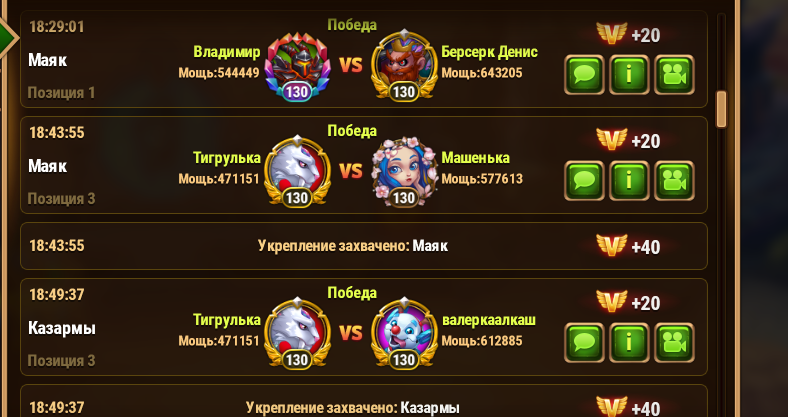 18:29:01
Победа
+20
Маяк
Владимир
Мощь:544449
130
VS
130
Берсерк Денис
Мощь:643205
i
Позиция 1
18:43:55
Победа
+20
Маяк
Тигрулька
Мощь:471151
130
VS
130
Машенька
Мощь:577613
i
Позиция 3
18:43:55
Укрепление захвачено: Маяк
+40
18:49:37
Победа
+20
Казармы
Тигрулька
Мощь:471151
130
VS
130
валеркаалкаш
Мощь:612885
i
Позиция 3
18:49:37
Укрепление захвачено: Казармы
+40